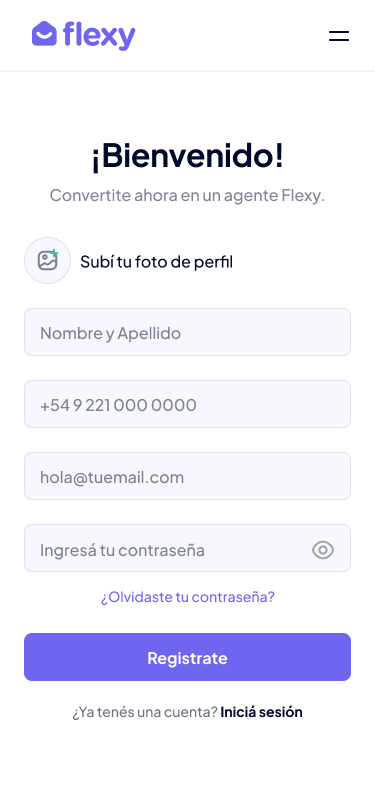 flexy
¡Bienvenido!
Convertite ahora en un agente Flexy.
Subí tu foto de perfil
Nombre y Apellido
+54 9 221 000 0000
hola@tuemail.com
Ingresá tu contraseña
¿Olvidaste tu contraseña?
Registrate
¿Ya tenés una cuenta? Iniciá sesión